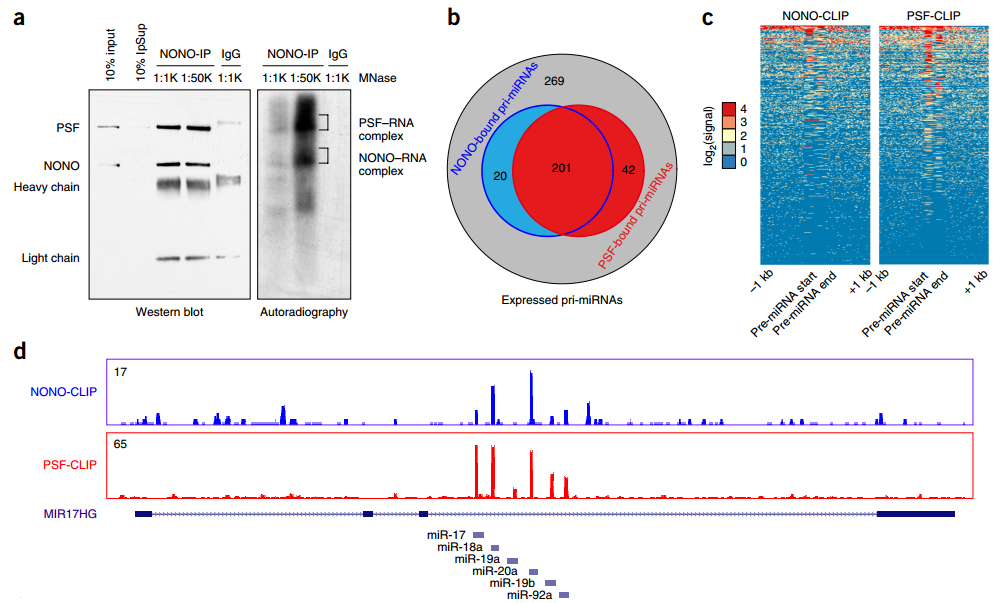 a
10% input
10% ipSup
NONO-IP
IgG
1:1K
1:50K
1:1K
PSF
NONO
Heavy chain
Light chain
Western blot
NONO-IP
IgG
1:1K
1:50K
1:1K
MNase
PSF–RNA
complex
NONO–RNA
complex
Autoradiography
b
269
NONO-bound pri-miRNAs
20
201
42
PSF-bound pri-miRNAs
Expressed pri-miRNAs
c
NONO-CLIP
PSF-CLIP
log2(signal)
4
3
2
1
0
–1 kb
Pre-miRNA start
Pre-miRNA end
+1 kb
–1 kb
Pre-miRNA start
Pre-miRNA end
+1 kb
d
NONO-CLIP
17
PSF-CLIP
65
MIR17HG
miR-17
miR-18a
miR-19a
miR-20a
miR-19b
miR-92a